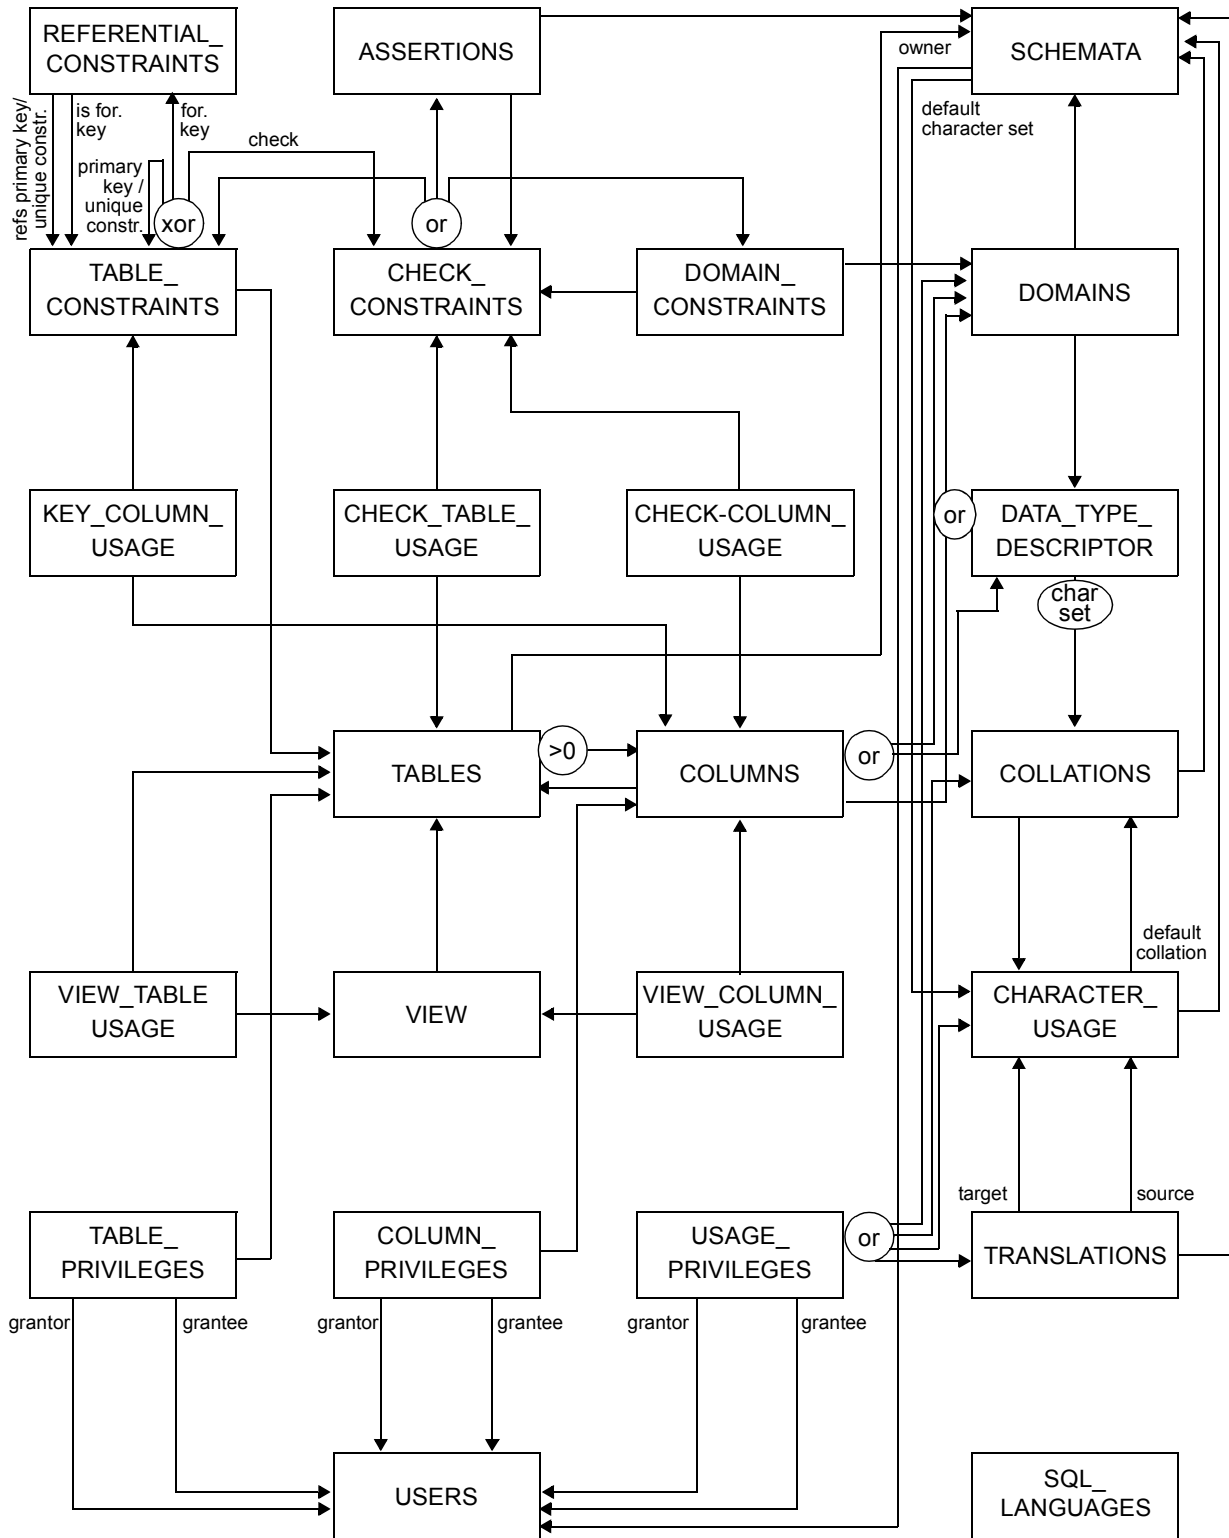 REFERENTIAL_
CONSTRAINTS
ASSERTIONS
SCHEMATA
owner
default
character set
refs primary key/
unique constr.
is for.
key
for.
key
check
primary
key /
unique
constr.
xor
or
TABLE_
CONSTRAINTS
CHECK_
CONSTRAINTS
DOMAIN_
CONSTRAINTS
DOMAINS
KEY_COLUMN_
USAGE
CHECK_TABLE_
USAGE
CHECK-COLUMN_
USAGE
or
DATA_TYPE_
DESCRIPTOR
char
set
TABLES
>0
COLUMNS
or
COLLATIONS
default
collation
VIEW_TABLE
USAGE
VIEW
VIEW_COLUMN_
USAGE
CHARACTER_
USAGE
target
source
TABLE_
PRIVILEGES
COLUMN_
PRIVILEGES
USAGE_
PRIVILEGES
or
TRANSLATIONS
grantor
grantee
grantor
grantee
grantor
grantee
USERS
SQL_
LANGUAGES